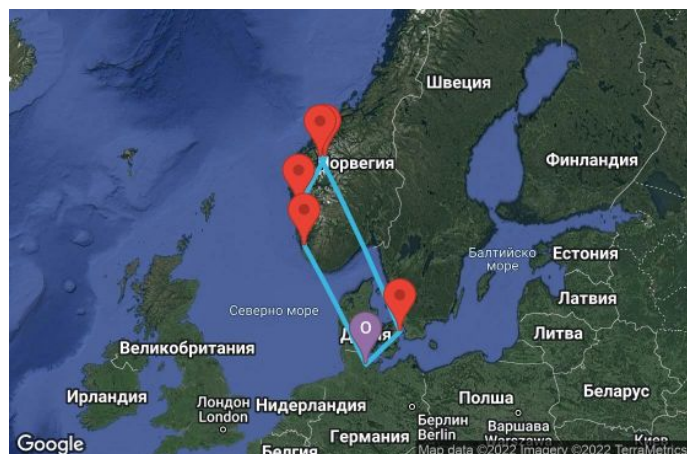 Швеция
Норвегия
Финландия
Балтийско
море
Естония
Латвия
Северно море
Великобритания
Литва
Ирландия
Лондон
London
Нидерландия
Берлин
Berlin
Полша
Варшава
Беларус
Германия
Google
Map data ©2022 Imagery ©2022 TerraMetrics
O